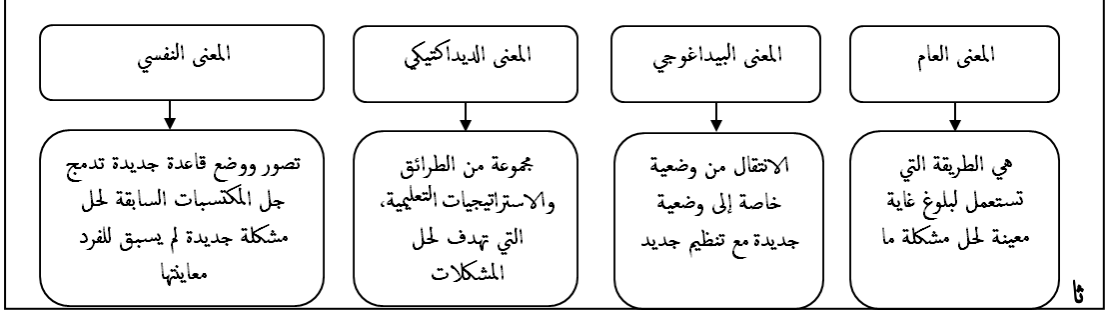 المعنى العام
المعنى البيداغوجي
المعنى الديداكتيكي
المعنى النفسي
هي الطريقة التي
تستعمل لبلوغ غاية
معينة لحل مشكلة ما
الانتقال من وضعية
خاصة إلى وضعية
جديدة مع تنظيم جديد
مجموعة من الطرائق
والاستراتيجيات التعليمية،
التي تهدف لحل
المشكلات
تصور ووضع قاعدة جديدة تدمج
جل المكتسبات السابقة لحل
مشكلة جديدة لم يسبق للفرد
معاينتها
ثا